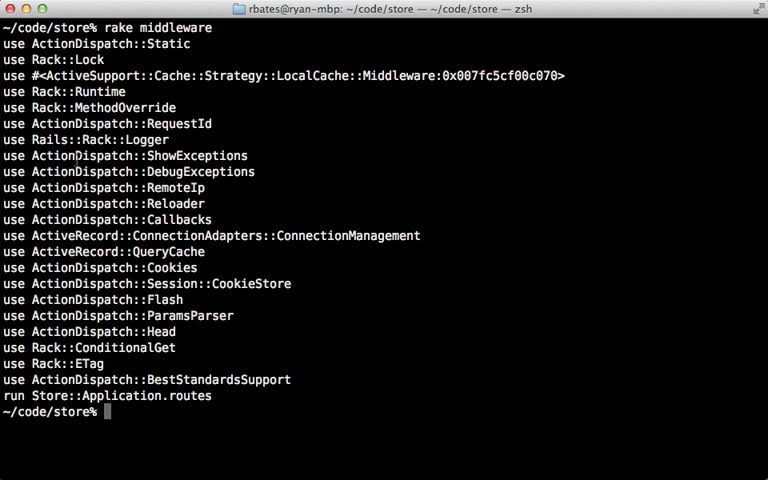 rbates@ryan-mbp: ~/code/store — ~/code/store — zsh
~/code/store% rake middleware
use ActionDispatch::Static
use Rack::Lock
use #<ActiveSupport::Cache::Strategy::LocalCache::Middleware:0x007fc5cf00c070>
use Rack::Runtime
use Rack::MethodOverride
use ActionDispatch::RequestId
use Rails::Rack::Logger
use ActionDispatch::ShowExceptions
use ActionDispatch::DebugExceptions
use ActionDispatch::RemoteIp
use ActionDispatch::Reloader
use ActionDispatch::Callbacks
use ActiveRecord::ConnectionAdapters::ConnectionManagement
use ActiveRecord::QueryCache
use ActionDispatch::Cookies
use ActionDispatch::Session::CookieStore
use ActionDispatch::Flash
use ActionDispatch::ParamsParser
use ActionDispatch::Head
use Rack::ConditionalGet
use Rack::ETag
use ActionDispatch::BestStandardsSupport
run Store::Application.routes
~/code/store%